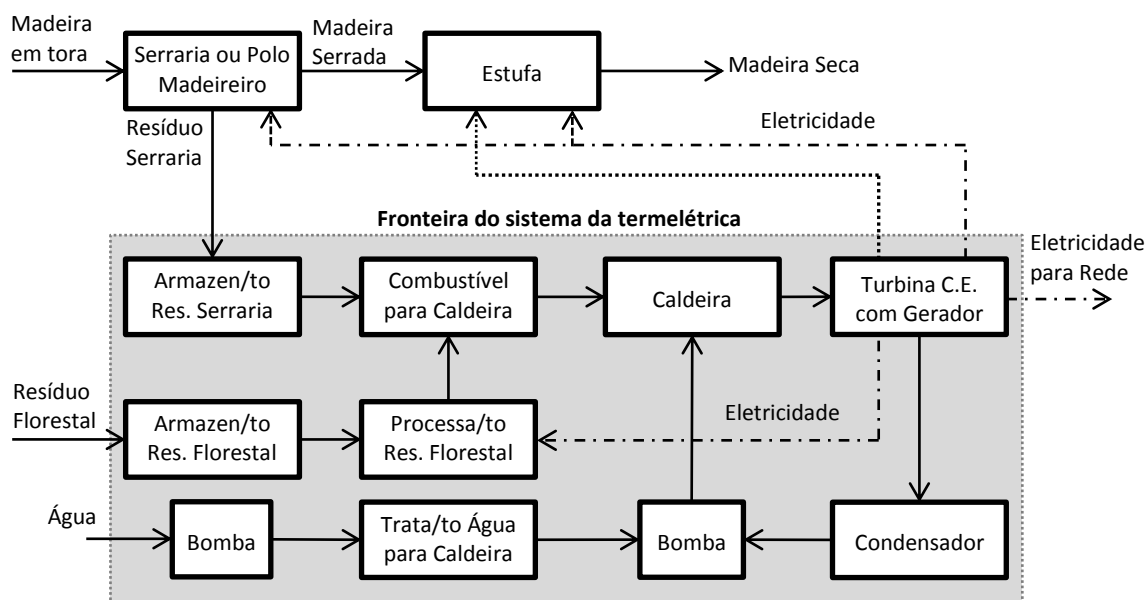 Madeira
em tora
Serraria ou Polo
Madeireiro
Madeira
Serrada
Estufa
Madeira Seca
Resíduo
Serraria
Eletricidade
Fronteira do sistema da termelétrica
Eletricidade
para Rede
Armazen/to
Res. Serraria
Combustível
para Caldeira
Caldeira
Turbina C.E.
com Gerador
Resíduo
Florestal
Armazen/to
Res. Florestal
Processa/to
Res. Florestal
Eletricidade
Água
Bomba
Trata/to Água
para Caldeira
Bomba
Condensador